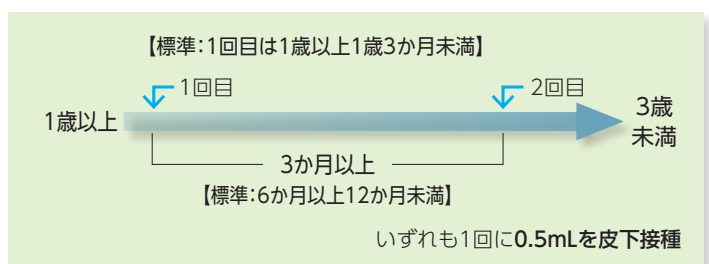 【標準:1回目は1歳以上1歳3か月未満】
1回目
2回目
1歳以上
3歳
未満
3か月以上
【標準:6か月以上12か月未満】
いずれも1回に0.5mLを皮下接種